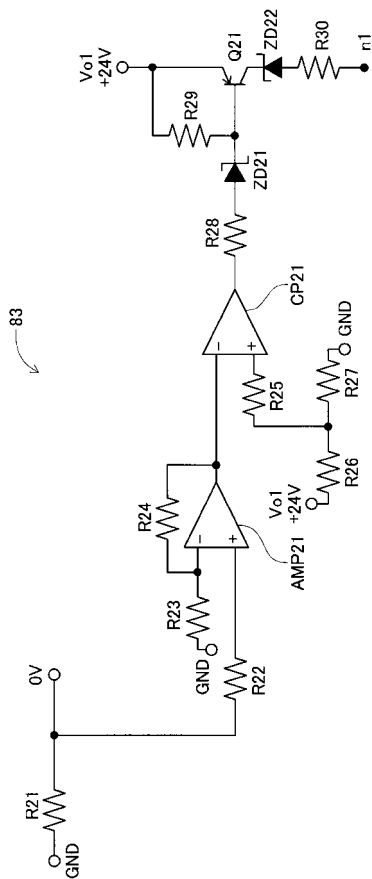 83
GND
R21
0V
R22
GND
R23
R24
−
+
AMP21
Vo1
+24V
R26
R27
GND
R25
−
+
CP21
R28
ZD21
R29
Vo1
+24V
Q21
ZD22
R30
n1